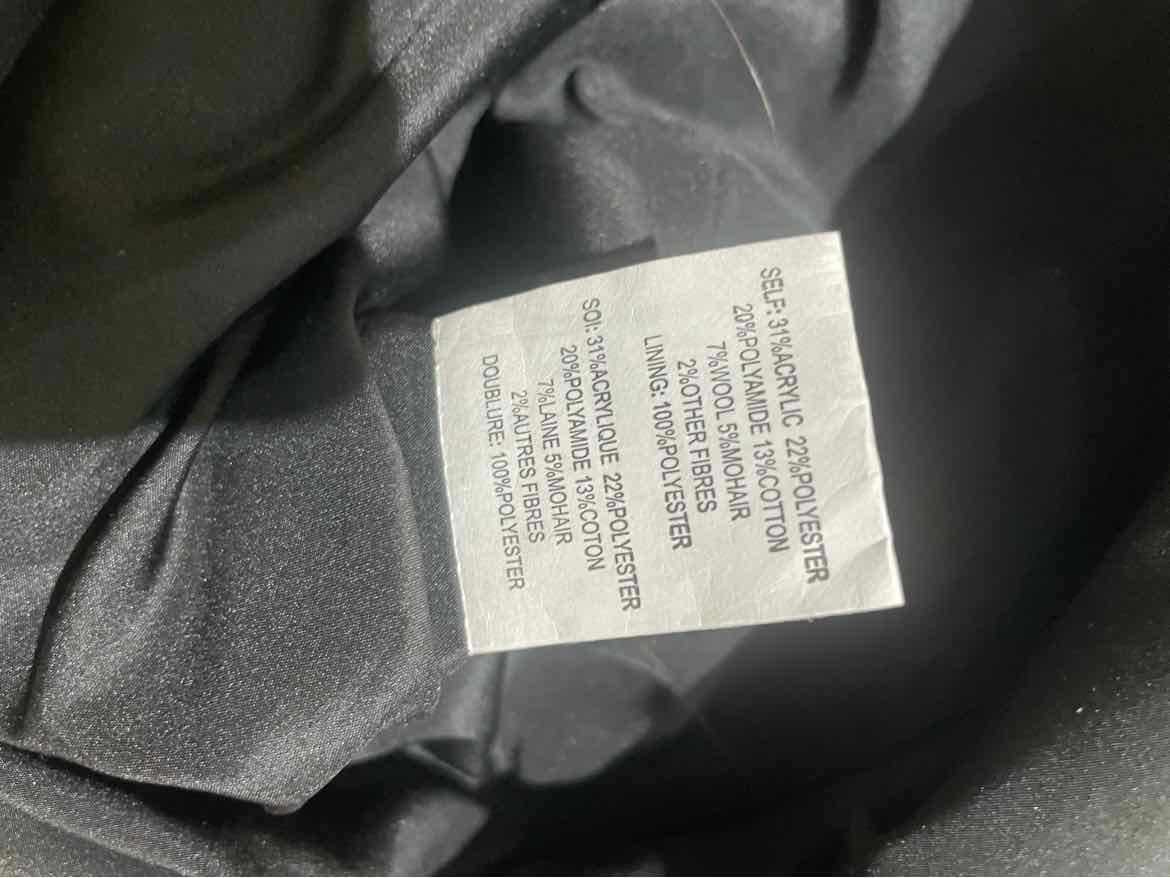 SELF: 31%ACRYLIC 22%POLYESTER
20%POLYAMIDE 13%COTTON
7%WOOL 5%MOHAIR
2%OTHER FIBRES
LINING: 100%POLYESTER
SOI: 31%ACRYLIQUE 22%POLYESTER
20%POLYAMIDE 13%COTON
7%LAINE 5%MOHAIR
2%AUTRES FIBRES
DOUBLURE: 100%POLYESTER